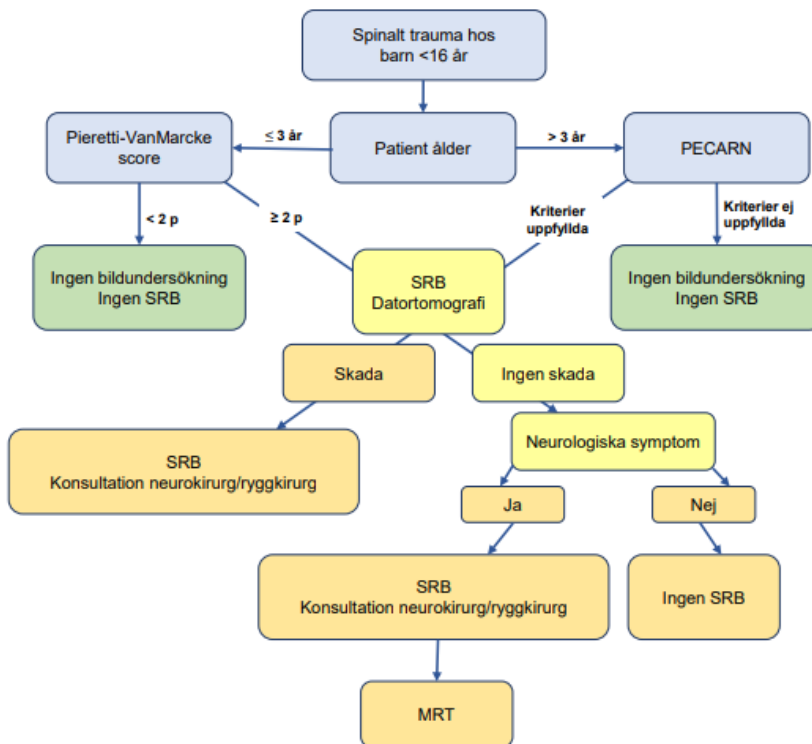 Spinalt trauma hos
barn <16 år
Pieretti-VanMarcke
score
≤ 3 år
Patient ålder
> 3 år
PECARN
< 2 p
≥ 2 p
Kriterier
uppfyllda
Kriterier ej
uppfyllda
Ingen bildundersökning
Ingen SRB
SRB
Datortomografi
Ingen bildundersökning
Ingen SRB
Skada
Ingen skada
SRB
Konsultation neurokirurg/ryggkirurg
Neurologiska symptom
Ja
Nej
SRB
Konsultation neurokirurg/ryggkirurg
Ingen SRB
MRT